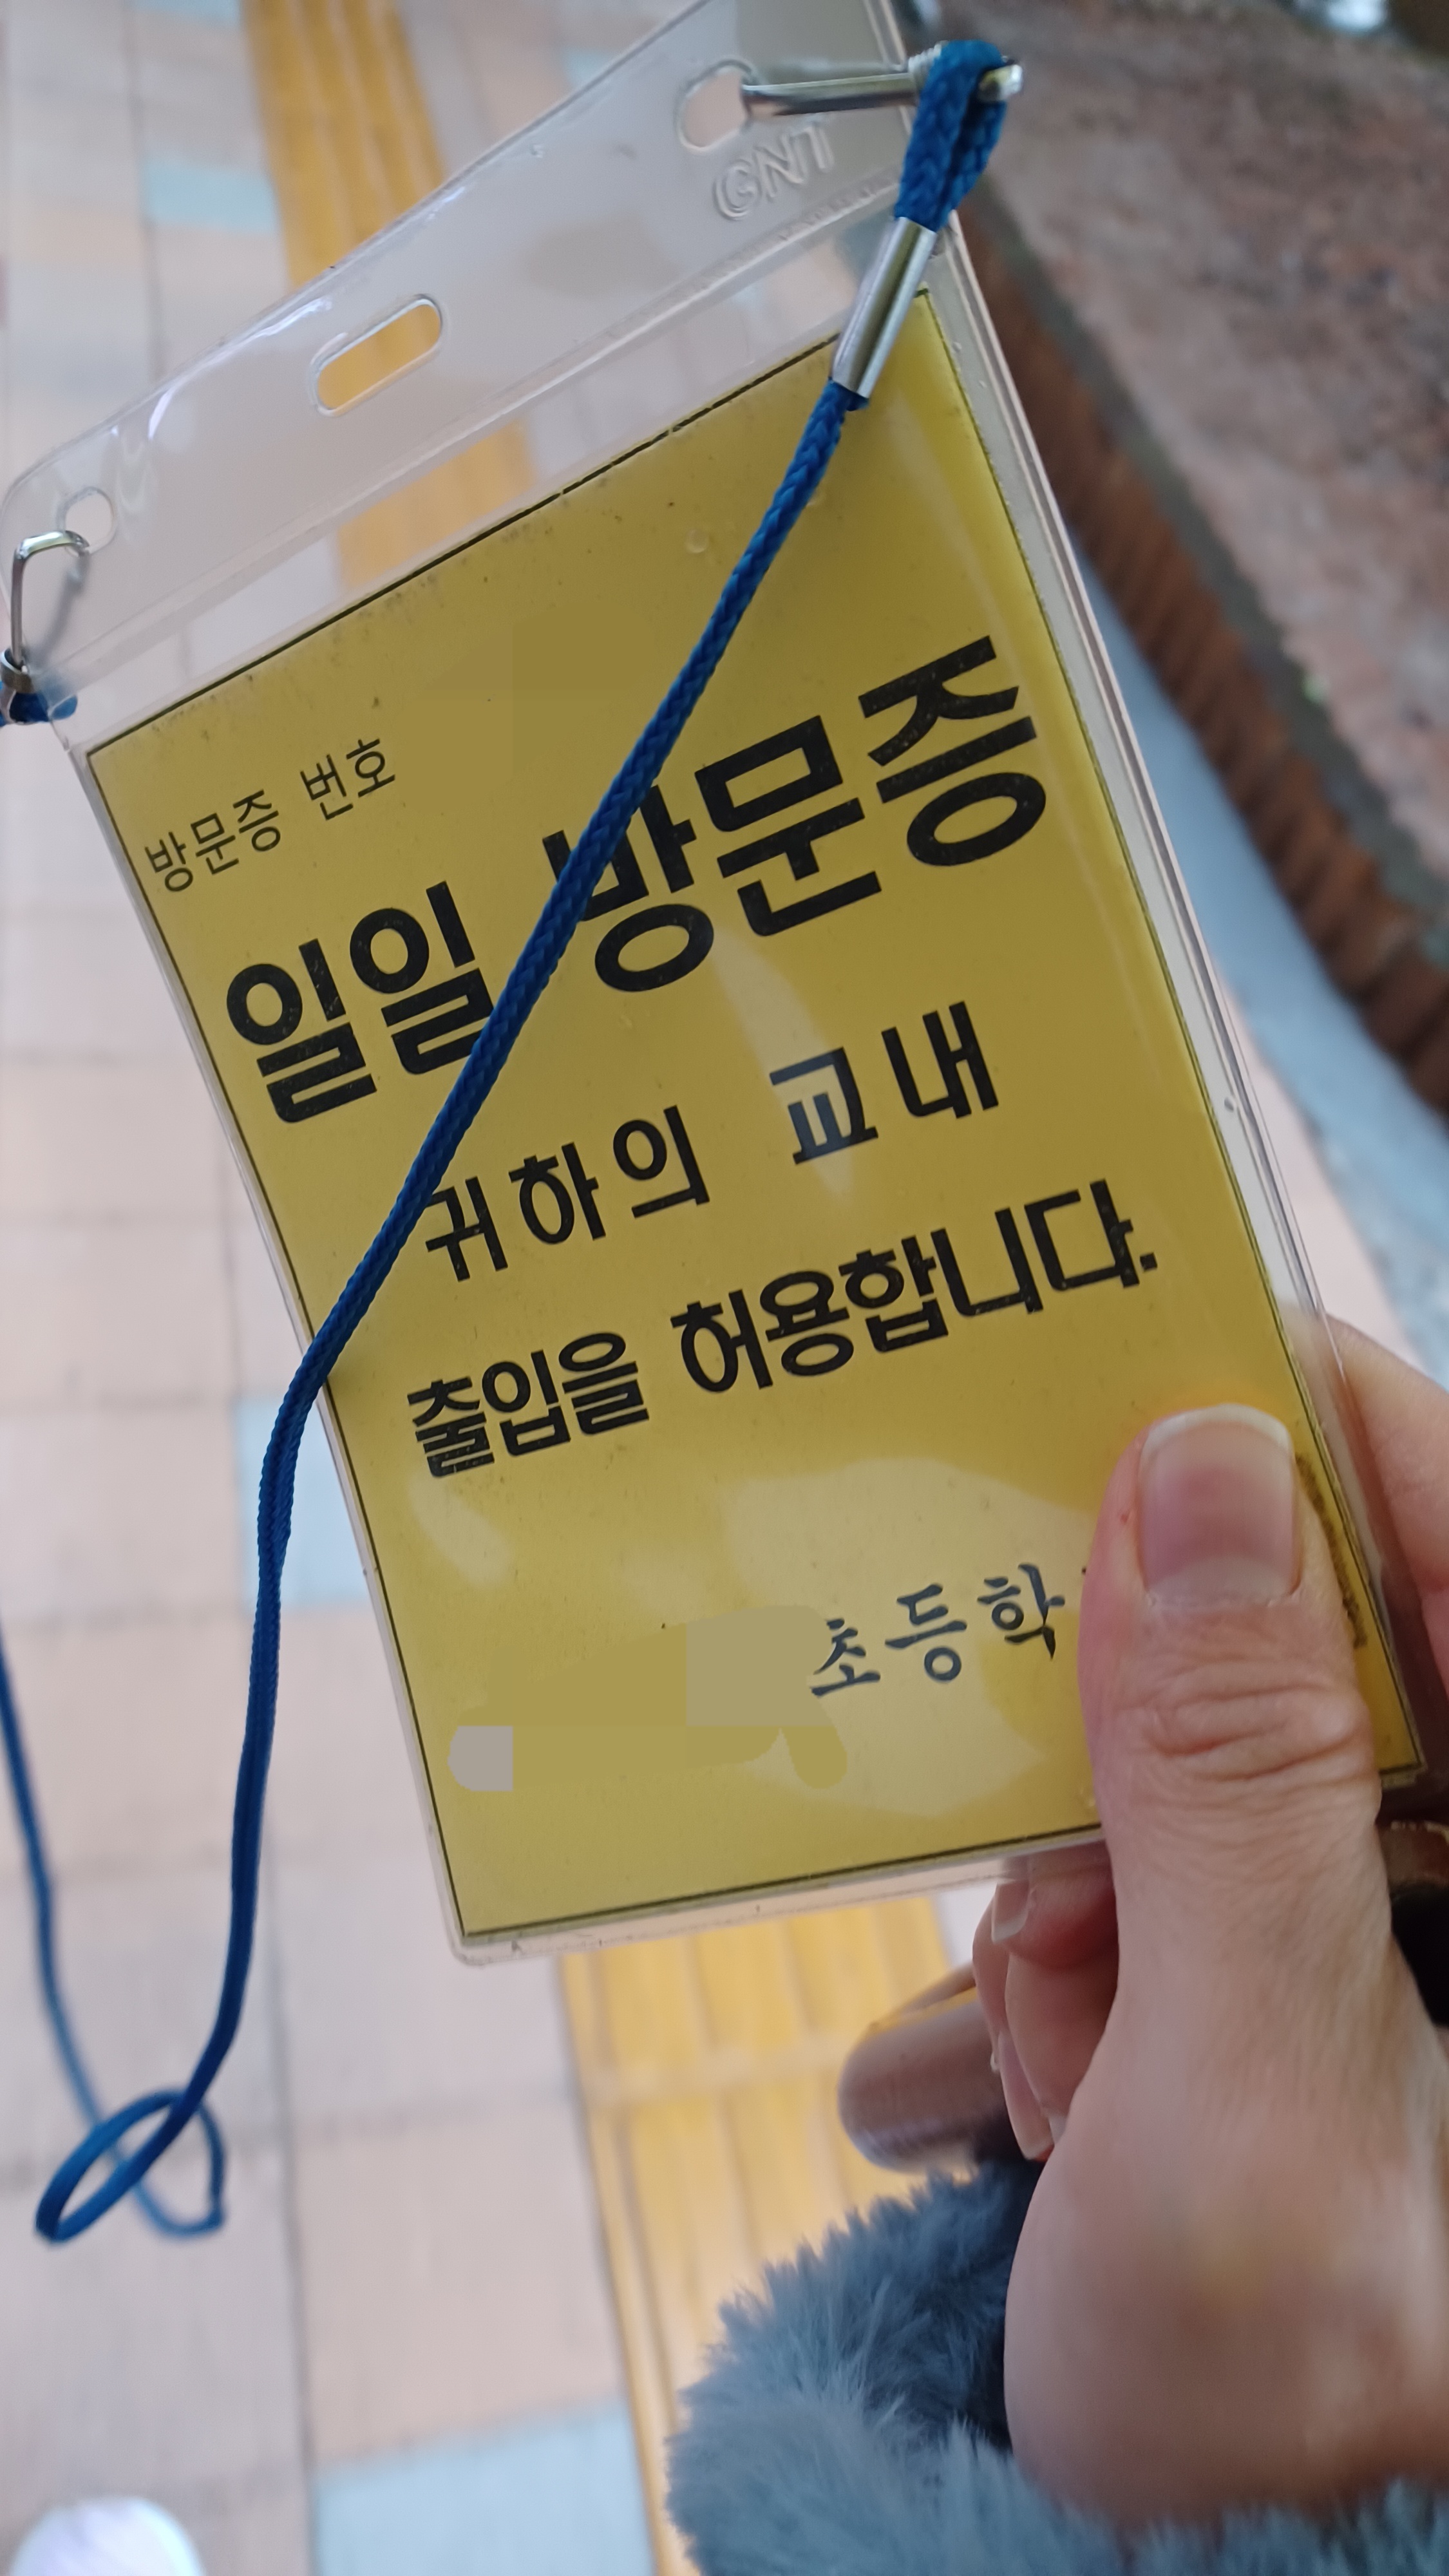 CNT
방문증 번호
일일 방문증
귀하의 교내
출입을 허용합니다.
초등학